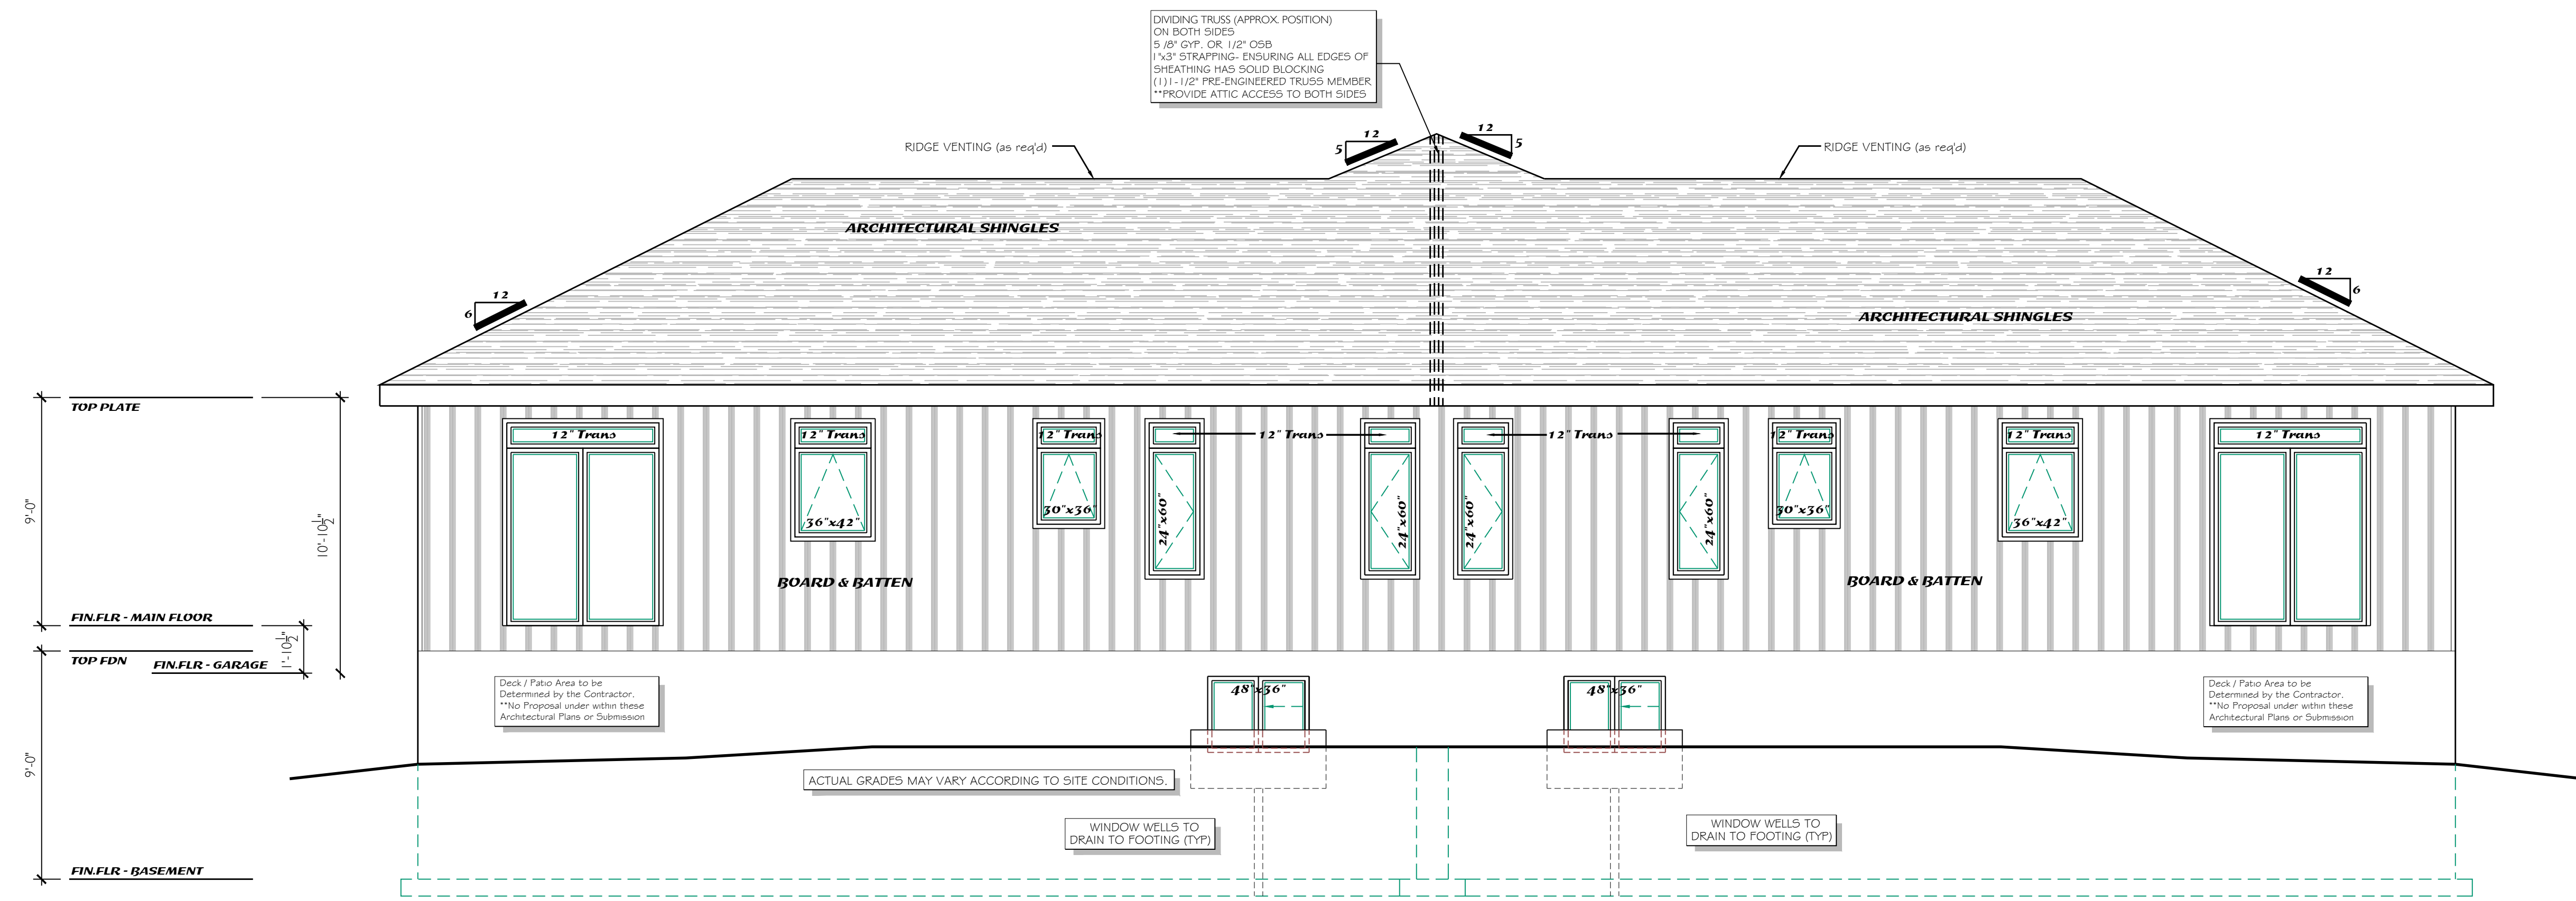 DIVIDING TRUSS (APPROX. POSITION)
ON BOTH SIDES
5 /8" GYP. OR 1/2" OSB
1"x3" STRAPPING- ENSURING ALL EDGES OF
SHEATHING HAS SOLID BLOCKING
(1)1-1/2" PRE-ENGINEERED TRUSS MEMBER
**PROVIDE ATTIC ACCESS TO BOTH SIDES
RIDGE VENTING (as req'd)
12
5
12
5
RIDGE VENTING (as req'd)
ARCHITECTURAL SHINGLES
12
6
12
6
ARCHITECTURAL SHINGLES
TOP PLATE
9'-0"
10'-10 1/2"
12" Trans
12" Trans
12" Trans
12" Trans
12" Trans
12" Trans
12" Trans
12" Trans
36"x42"
30"x36"
24"x60"
24"x60"
24"x60"
24"x60"
30"x36"
36"x42"
BOARD & BATTEN
BOARD & BATTEN
FIN.FLR - MAIN FLOOR
1'-10 1/2"
TOP FDN
FIN.FLR - GARAGE
9'-0"
Deck / Patio Area to be
Determined by the Contractor.
**No Proposal under within these
Architectural Plans or Submission
48"x36"
48"x36"
Deck / Patio Area to be
Determined by the Contractor.
**No Proposal under within these
Architectural Plans or Submission
ACTUAL GRADES MAY VARY ACCORDING TO SITE CONDITIONS.
WINDOW WELLS TO
DRAIN TO FOOTING (TYP)
WINDOW WELLS TO
DRAIN TO FOOTING (TYP)
FIN.FLR - BASEMENT